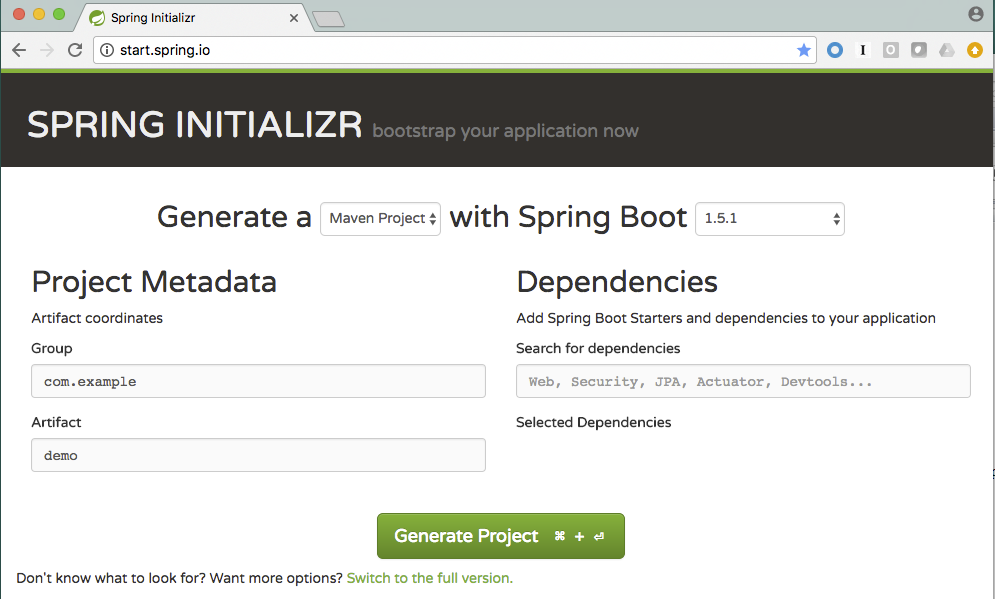 Spring Initializr
start.spring.io
SPRING INITIALIZR bootstrap your application now
Generate a Maven Project with Spring Boot 1.5.1
Project Metadata
Artifact coordinates
Group
com.example
Artifact
demo
Dependencies
Add Spring Boot Starters and dependencies to your application
Search for dependencies
Web, Security, JPA, Actuator, Devtools...
Selected Dependencies
Generate Project ⌘ + ⏎
Don't know what to look for? Want more options? Switch to the full version.